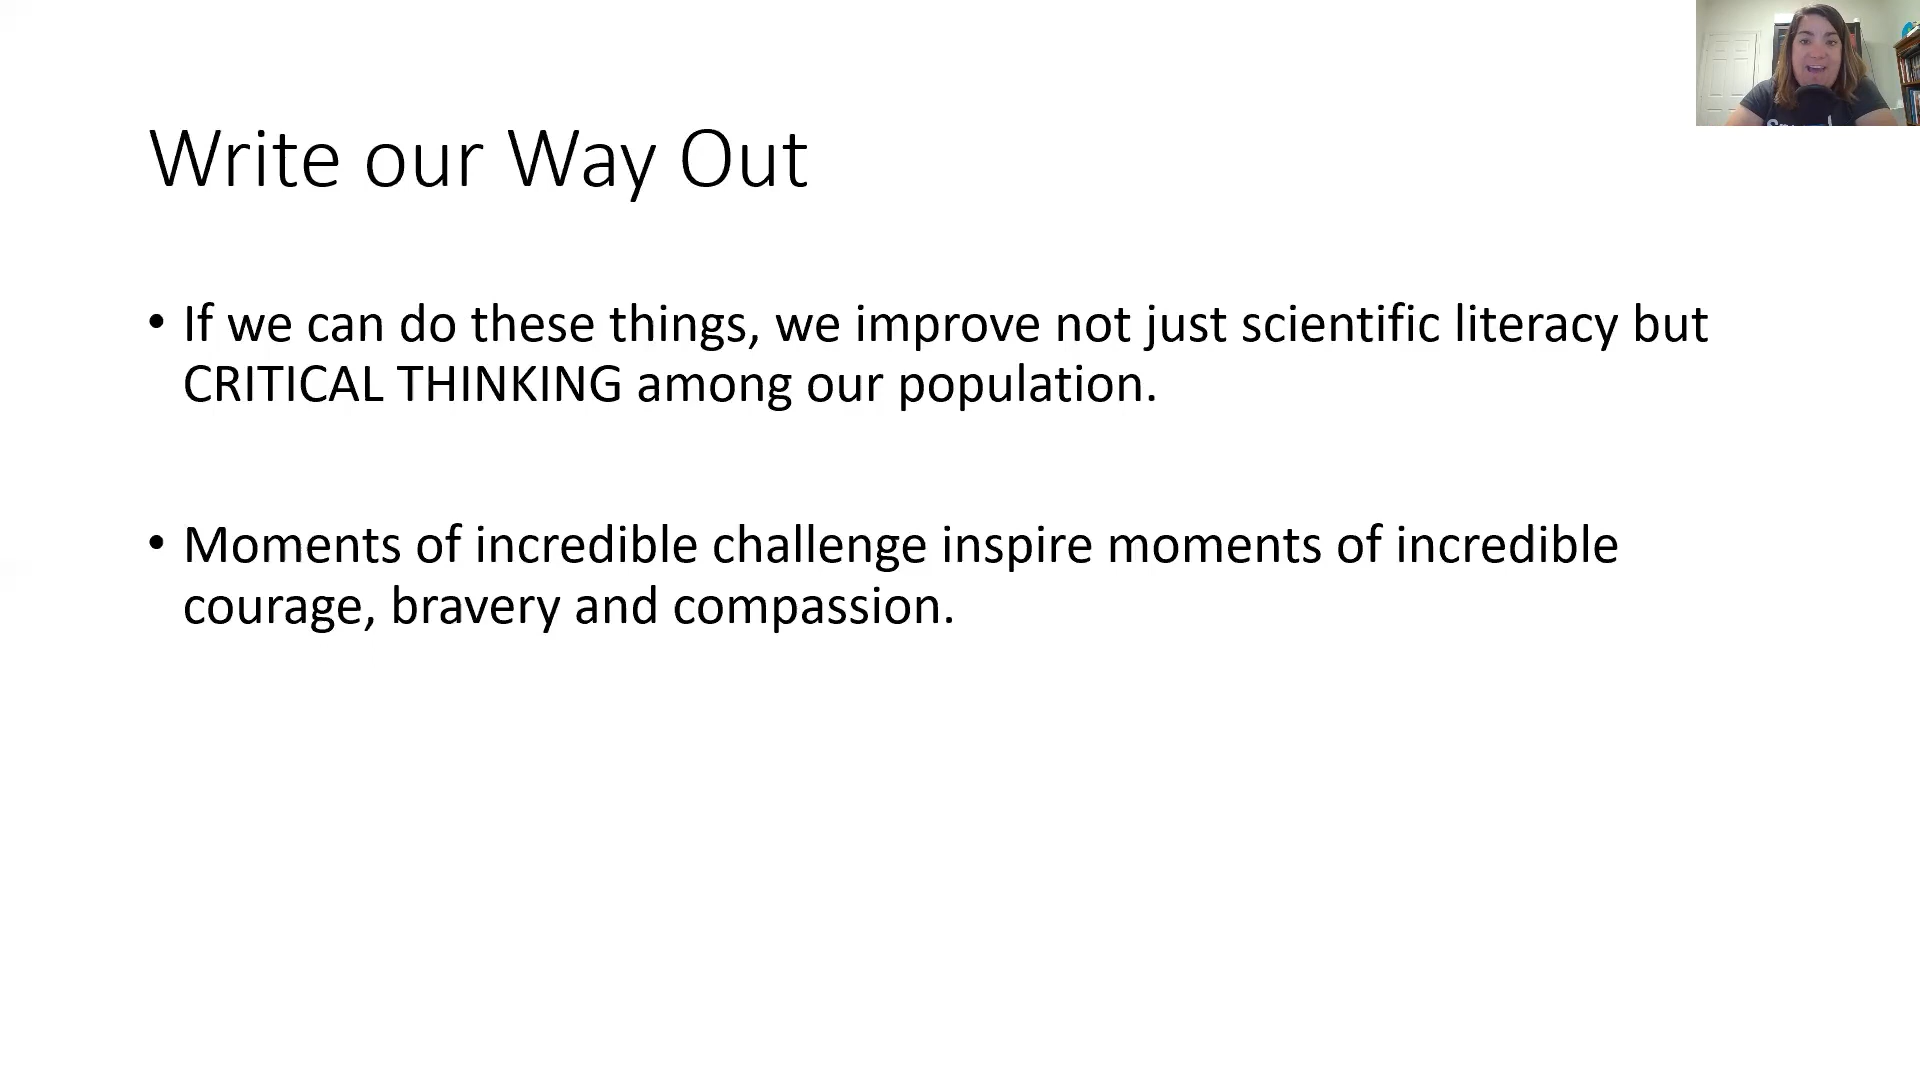 Write our Way Out
• If we can do these things, we improve not just scientific literacy but
CRITICAL THINKING among our population.
• Moments of incredible challenge inspire moments of incredible
courage, bravery and compassion.